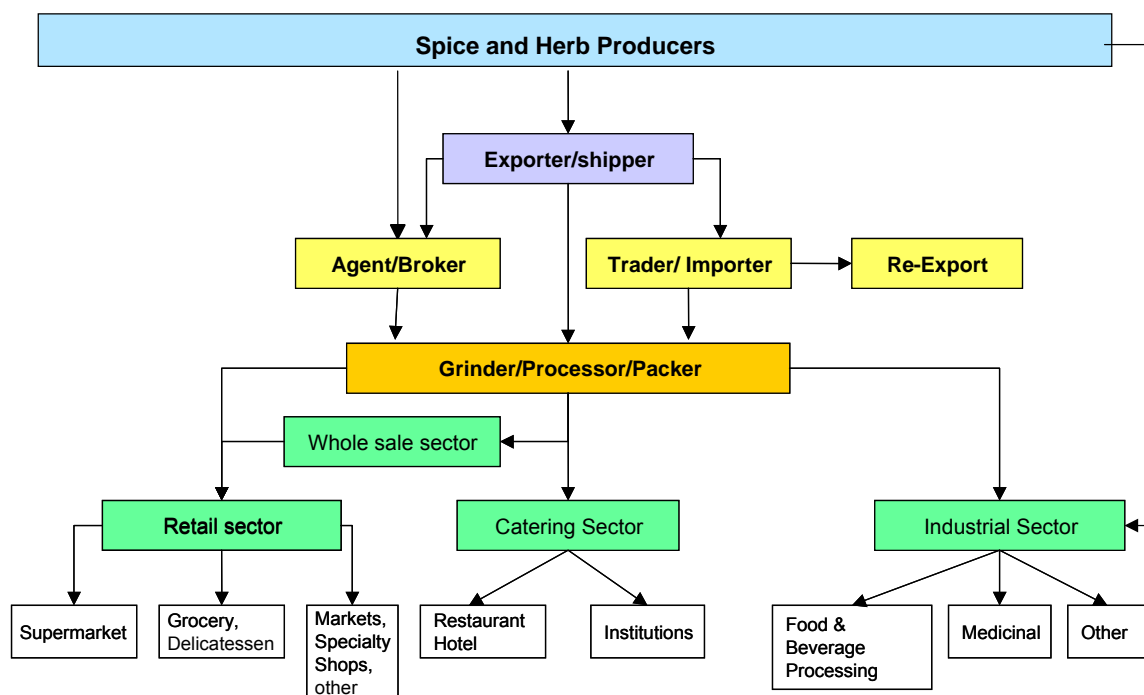 Spice and Herb Producers
Exporter/shipper
Agent/Broker
Trader/ Importer
Re-Export
Grinder/Processor/Packer
Whole sale sector
Retail sector
Catering Sector
Industrial Sector
Supermarket
Grocery,
Delicatessen
Markets,
Specialty
Shops,
other
Restaurant
Hotel
Institutions
Food &
Beverage
Processing
Medicinal
Other